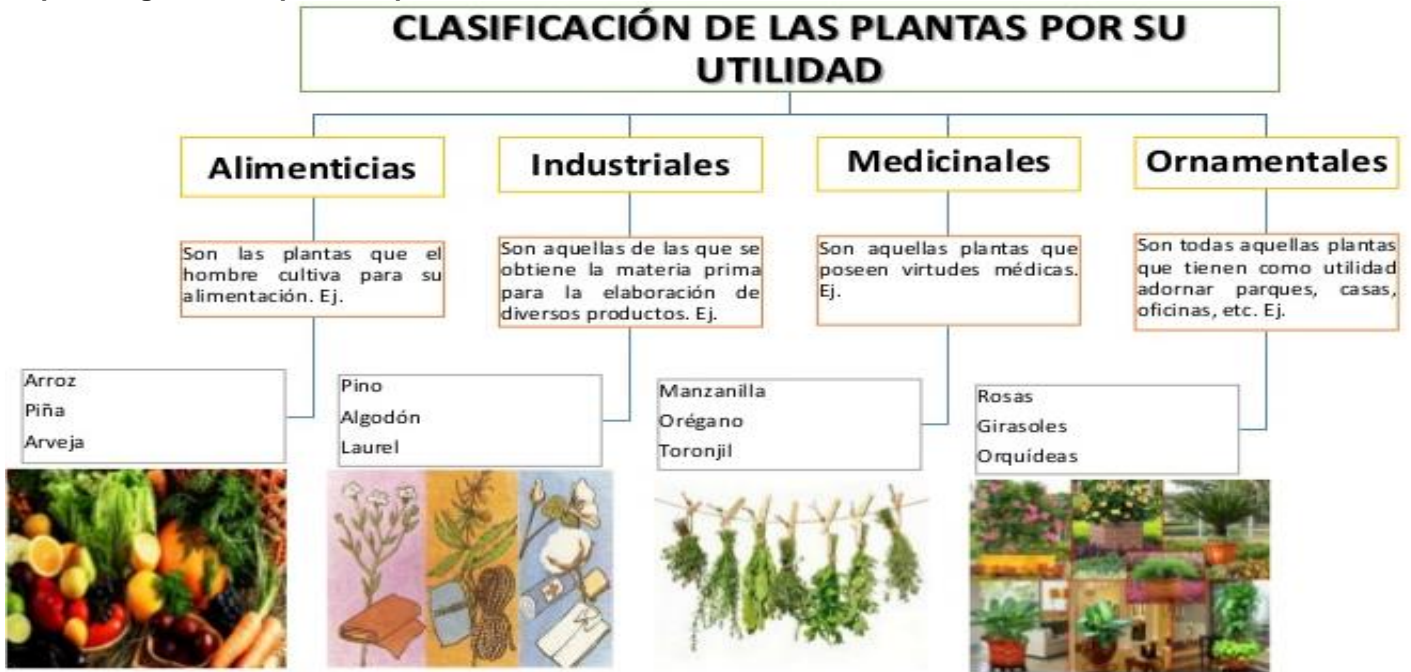 CLASIFICACIÓN DE LAS PLANTAS POR SU
UTILIDAD
Alimenticias
Son las plantas que el
hombre cultiva para su
alimentación. Ej.
Arroz
Piña
Arveja
Industriales
Son aquellas de las que se
obtiene la materia prima
para la elaboración de
diversos productos. Ej.
Pino
Algodón
Laurel
Medicinales
Son aquellas plantas que
poseen virtudes médicas.
Ej.
Manzanilla
Orégano
Toronjil
Ornamentales
Son todas aquellas plantas
que tienen como utilidad
adornar parques, casas,
oficinas, etc. Ej.
Rosas
Girasoles
Orquídeas